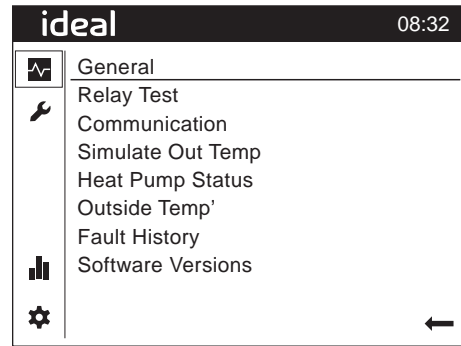 ideal 08:32
General
Relay Test
Communication
Simulate Out Temp
Heat Pump Status
Outside Temp’
Fault History
Software Versions